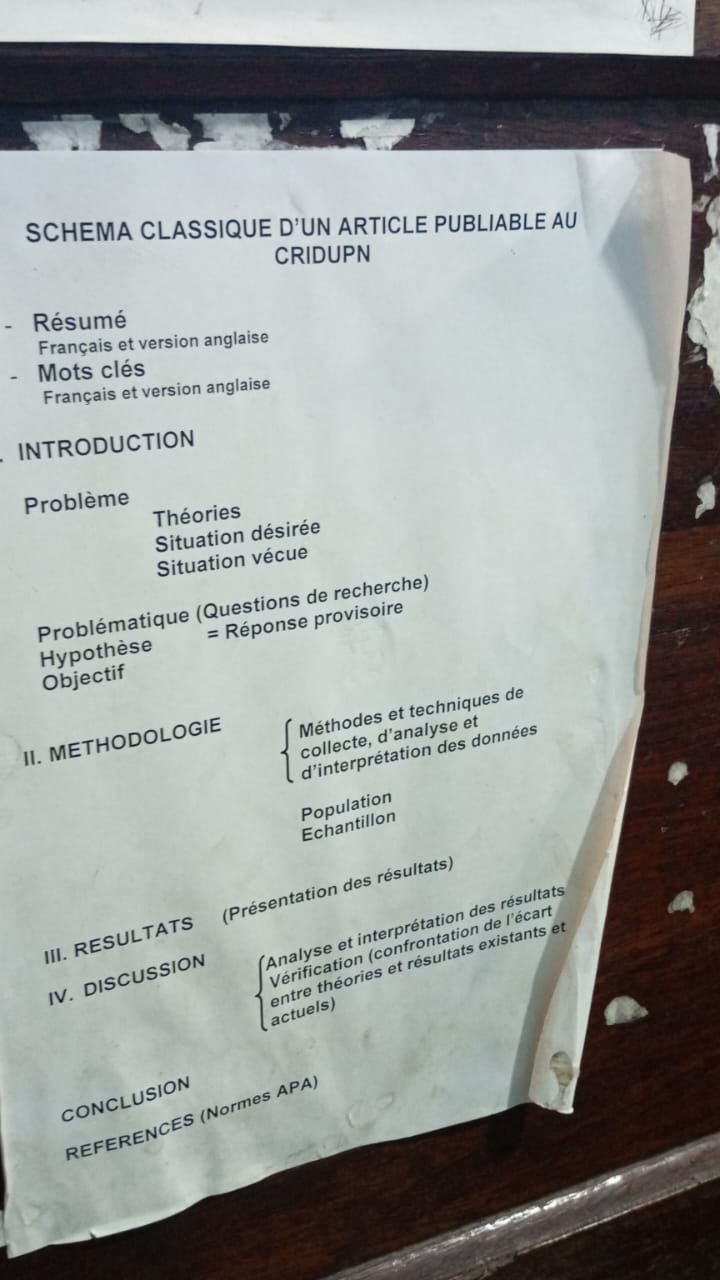 SCHEMA CLASSIQUE D'UN ARTICLE PUBLIABLE AU
CRIDUPN
- Résumé
Français et version anglaise
- Mots clés
Français et version anglaise
. INTRODUCTION
Problème
Théories
Situation désirée
Situation vécue
Problématique (Questions de recherche)
Hypothèse = Réponse provisoire
Objectif
II. METHODOLOGIE
Méthodes et techniques de
collecte, d'analyse et
d'interprétation des données
Population
Echantillon
III. RESULTATS (Présentation des résultats)
IV. DISCUSSION
Analyse et interprétation des résultats
Vérification (confrontation de l'écart
entre théories et résultats existants et
actuels)
CONCLUSION
REFERENCES (Normes APA)